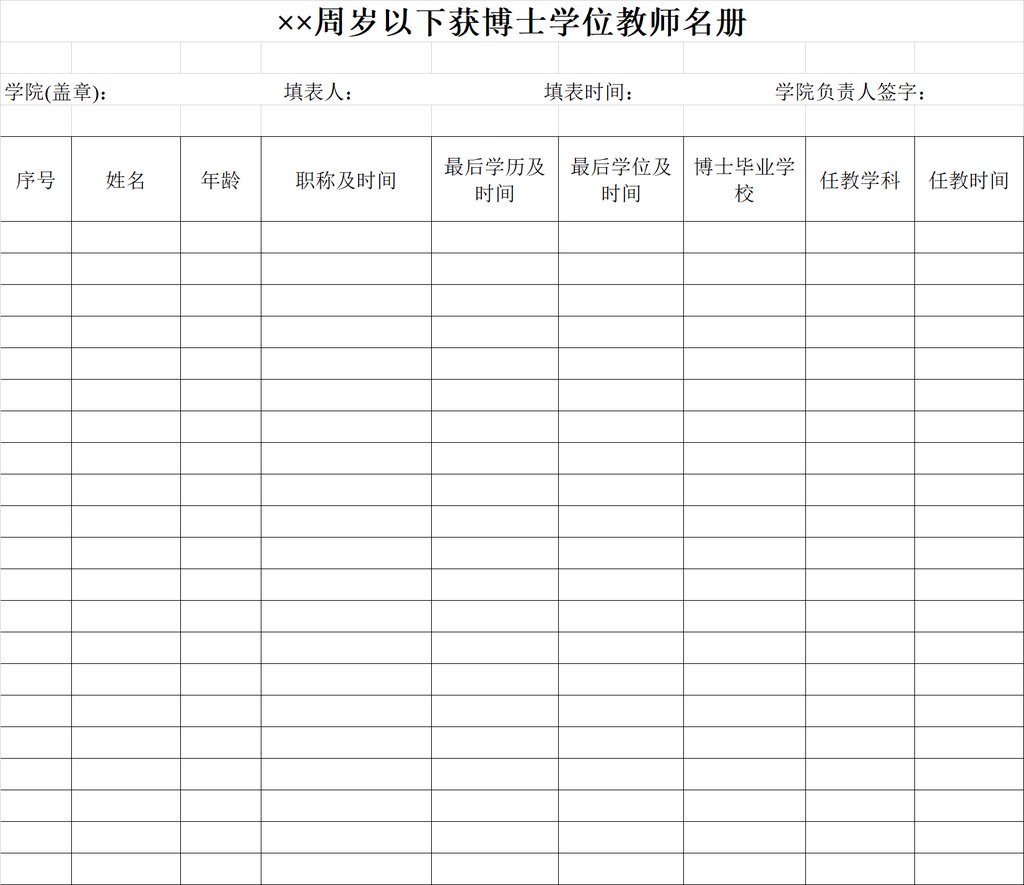 ××周岁以下获博士学位教师名册
学院(盖章): 填表人: 填表时间: 学院负责人签字:
序号 姓名 年龄 职称及时间 最后学历及时间 最后学位及时间 博士毕业学校 任教学科 任教时间